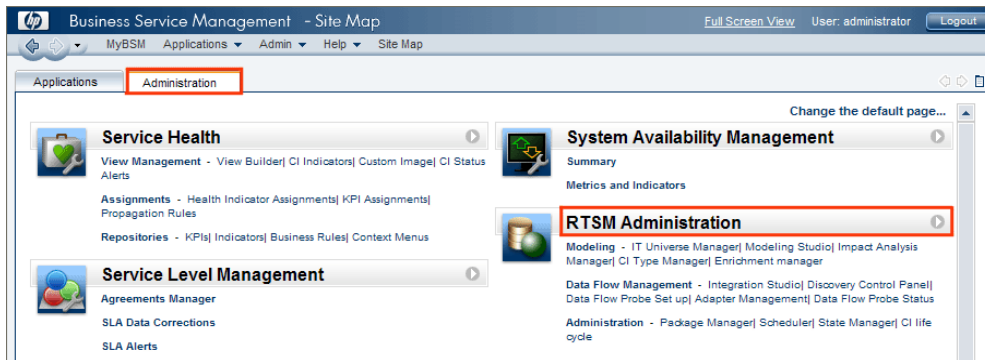 hp Business Service Management - Site Map
Full Screen View User: administrator Logout
MyBSM Applications Admin Help Site Map
Applications Administration
Change the default page...
Service Health
View Management - View Builder| CI Indicators| Custom Image| CI Status
Alerts
Assignments - Health Indicator Assignments| KPI Assignments|
Propagation Rules
Repositories - KPIs| Indicators| Business Rules| Context Menus
Service Level Management
Agreements Manager
SLA Data Corrections
SLA Alerts
System Availability Management
Summary
Metrics and Indicators
RTSM Administration
Modeling - IT Universe Manager| Modeling Studio| Impact Analysis
Manager| CI Type Manager| Enrichment manager
Data Flow Management - Integration Studio| Discovery Control Panel|
Data Flow Probe Set up| Adapter Management| Data Flow Probe Status
Administration - Package Manager| Scheduler| State Manager| CI life
cycle